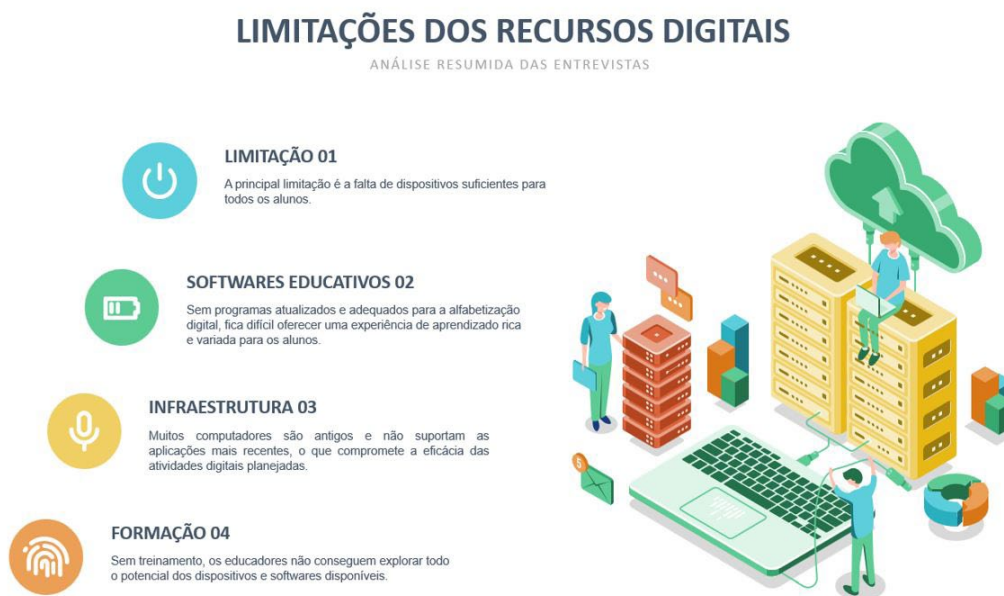 LIMITAÇÕES DOS RECURSOS DIGITAIS
ANÁLISE RESUMIDA DAS ENTREVISTAS
LIMITAÇÃO 01
A principal limitação é a falta de dispositivos suficientes para
todos os alunos.
SOFTWARES EDUCATIVOS 02
Sem programas atualizados e adequados para a alfabetização
digital, fica difícil oferecer uma experiência de aprendizado rica
e variada para os alunos.
INFRAESTRUTURA 03
Muitos computadores são antigos e não suportam as
aplicações mais recentes, o que compromete a eficácia das
atividades digitais planejadas.
FORMAÇÃO 04
Sem treinamento, os educadores não conseguem explorar todo
o potencial dos dispositivos e softwares disponíveis.
$